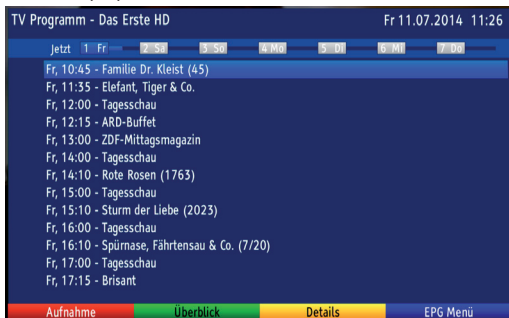 TV Programm - Das Erste HD Fr 11.07.2014 11:26
Jetzt 1 Fr 2 Sa 3 So 4 Mo 5 Di 6 Mi 7 Do
Fr, 10:45 - Familie Dr. Kleist (45)
Fr, 11:35 - Elefant, Tiger & Co.
Fr, 12:00 - Tagesschau
Fr, 12:15 - ARD-Buffet
Fr, 13:00 - ZDF-Mittagsmagazin
Fr, 14:00 - Tagesschau
Fr, 14:10 - Rote Rosen (1763)
Fr, 15:00 - Tagesschau
Fr, 15:10 - Sturm der Liebe (2023)
Fr, 16:00 - Tagesschau
Fr, 16:10 - Spürnase, Fährtensau & Co. (7/20)
Fr, 17:00 - Tagesschau
Fr, 17:15 - Brisant
Aufnahme Überblick Details EPG Menü